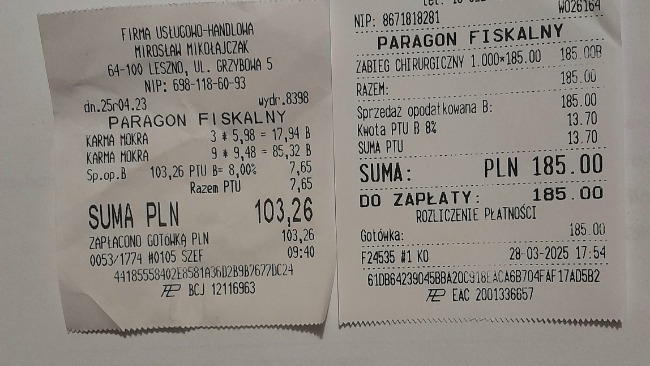 FIRMA USŁUGOWO-HANDLOWA
MIROSŁAW MIKOŁAJCZAK
64-100 LESZNO, UL. GRZYBOWA 5
NIP: 698-118-60-93
dn.25r04.23 wydr.8398
PARAGON FISKALNY
KARMA MOKRA 3 * 5,98 = 17,94 B
KARMA MOKRA 9 * 9,48 = 85,32 B
Sp.op.B 103,26 PTU B= 8,00% 7,65
Razem PTU 7,65
SUMA PLN 103,26
ZAPŁACONO GOTÓWKĄ PLN 103,26
0053/1774 #0105 SZEF 09:40
44185558402E8581A36D2B9B7677DC24
BCJ 12116963
NIP: 8671818281 W026164
PARAGON FISKALNY
ZABIEG CHIRURGICZNY 1.000×185.00 185.00B
RAZEM: 185.00
Sprzedaż opodatkowana B: 185.00
Kwota PTU B 8% 13.70
SUMA PTU 13.70
SUMA: PLN 185.00
DO ZAPŁATY: 185.00
ROZLICZENIE PŁATNOŚCI
Gotówka: 185.00
F24535 #1 KO 28-03-2025 17:54
61DB64239045BBA20C918EACA6B704FAF17AD5B2
EAC 2001336657